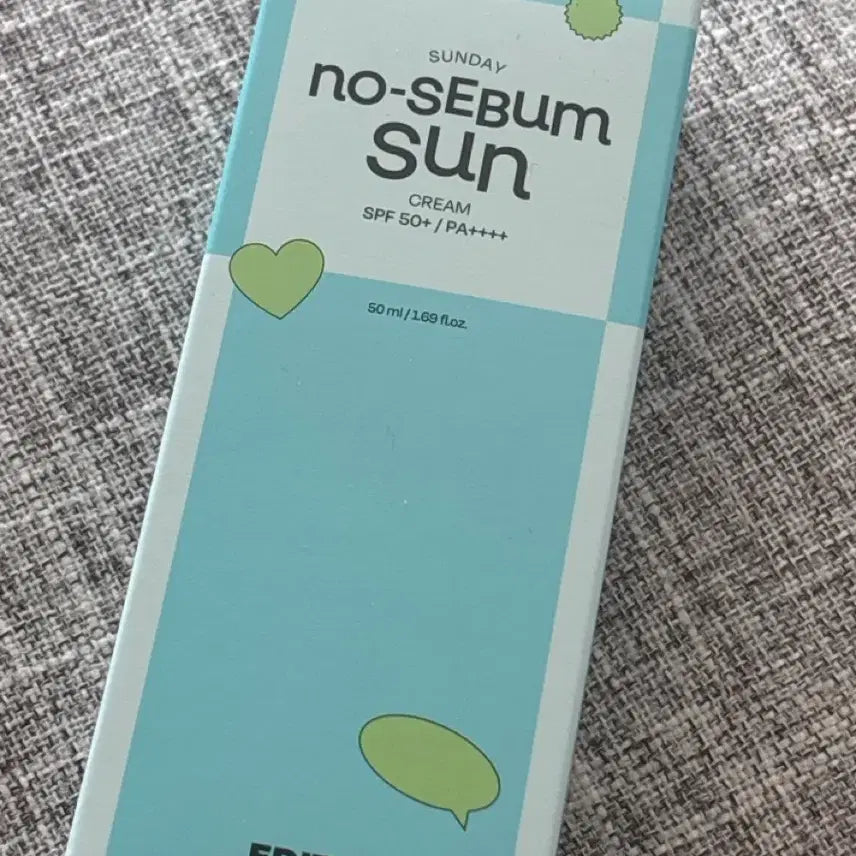 SUNDAY
no-SEBum
sun
CREAM
SPF 50+ / PA++++
50 ml / 1.69 fl.oz.